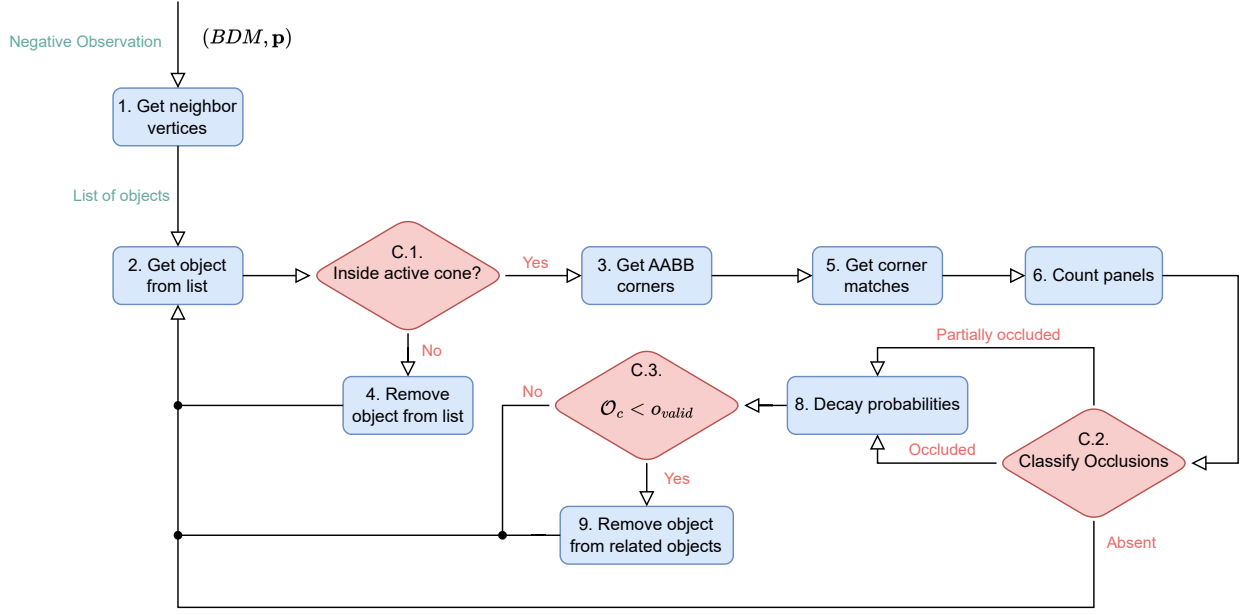 Negative Observation
(BDM, p)
1. Get neighbor
vertices
List of objects
2. Get object
from list
C.1.
Inside active cone?
Yes
3. Get AABB
corners
5. Get corner
matches
6. Count panels
No
4. Remove
object from list
Partially occluded
8. Decay probabilities
Occluded
C.2.
Classify Occlusions
Absent
C.3.
𝒪_c < o_valid
No
Yes
9. Remove object
from related objects